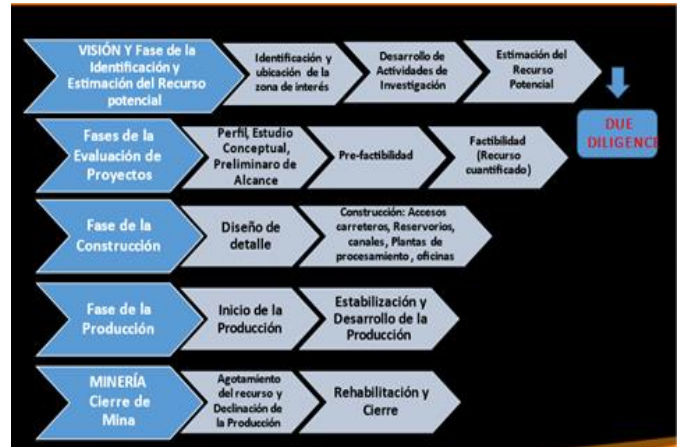 VISIÓN Y Fase de la
Identificación y
Estimación del Recurso
potencial
Identificación y
ubicación de la
zona de interés
Desarrollo de
Actividades de
Investigación
Estimación del
Recurso
Potencial
DUE
DILIGENCE
Fases de la
Evaluación de
Proyectos
Perfil, Estudio
Conceptual,
Preliminaro de
Alcance
Pre-factibilidad
Factibilidad
(Recurso
cuantificado)
Fase de la
Construcción
Diseño de
detalle
Construcción: Accesos
carreteros, Reservorios,
canales, Plantas de
procesamiento , oficinas
Fase de la
Producción
Inicio de la
Producción
Estabilización y
Desarrollo de la
Producción
MINERÍA
Cierre de
Mina
Agotamiento
del recurso y
Declinación de
la Producción
Rehabilitación y
Cierre